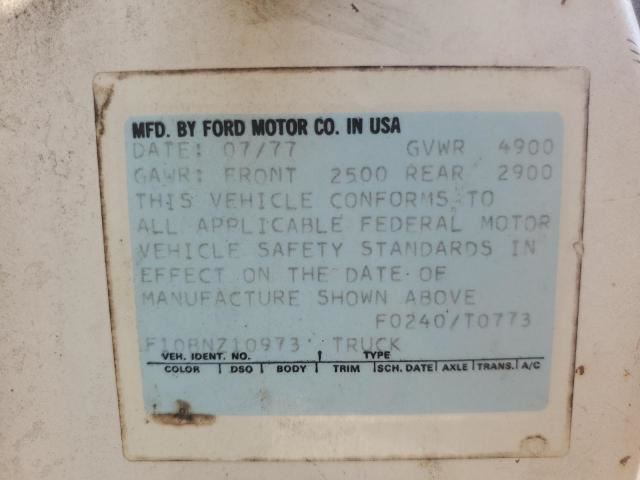 MFD. BY FORD MOTOR CO. IN USA
DATE: 07/77 GVWR 4900
GAWR: FRONT 2500 REAR 2900
THIS VEHICLE CONFORMS TO
ALL APPLICABLE FEDERAL MOTOR
VEHICLE SAFETY STANDARDS IN
EFFECT ON THE DATE OF
MANUFACTURE SHOWN ABOVE
F0240/T0773
F10BNZ10973 TRUCK
VEH. IDENT. NO. TYPE
COLOR DSO BODY TRIM SCH. DATE AXLE TRANS. A/C